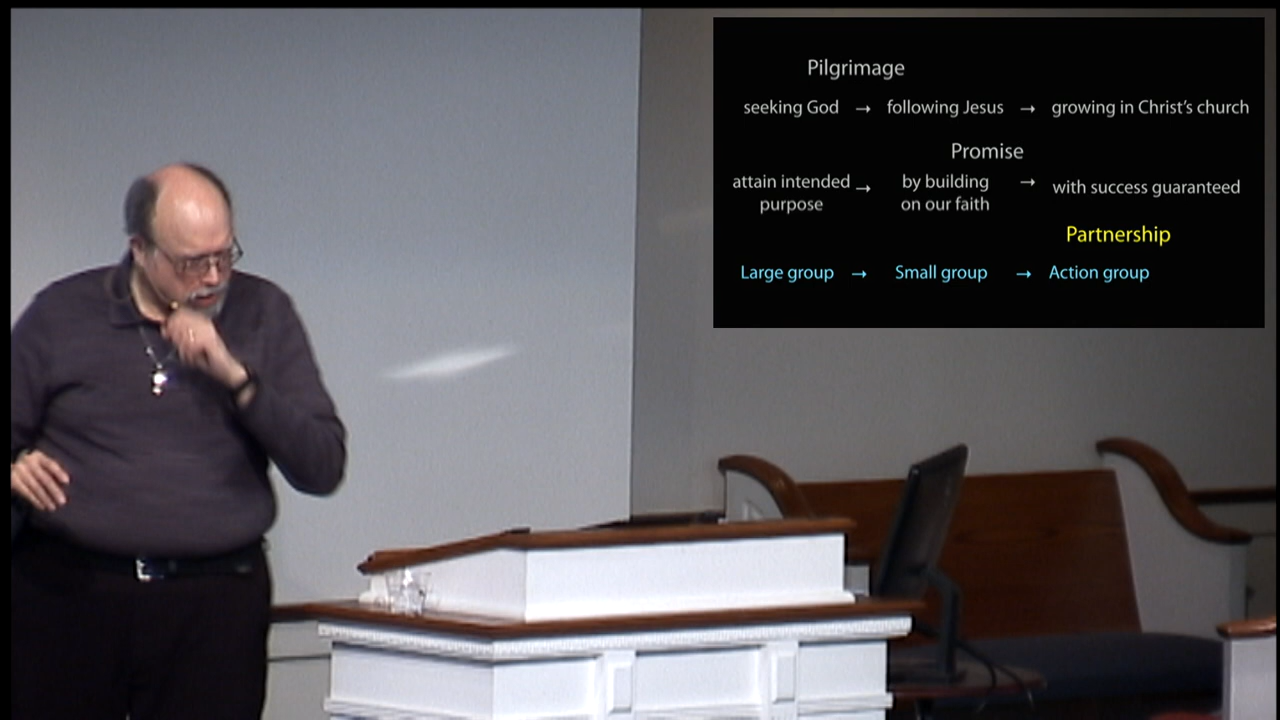 Pilgrimage
seeking God → following Jesus → growing in Christ's church
Promise
attain intended purpose → by building on our faith → with success guaranteed
Partnership
Large group → Small group → Action group